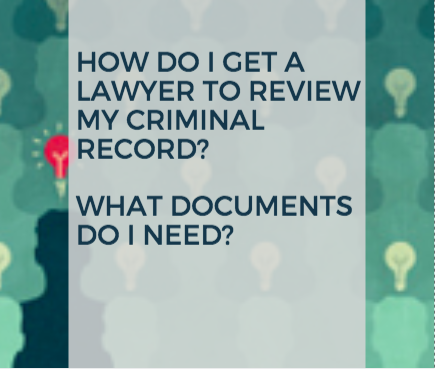 HOW DO I GET A
LAWYER TO REVIEW
MY CRIMINAL
RECORD?
WHAT DOCUMENTS
DO I NEED?